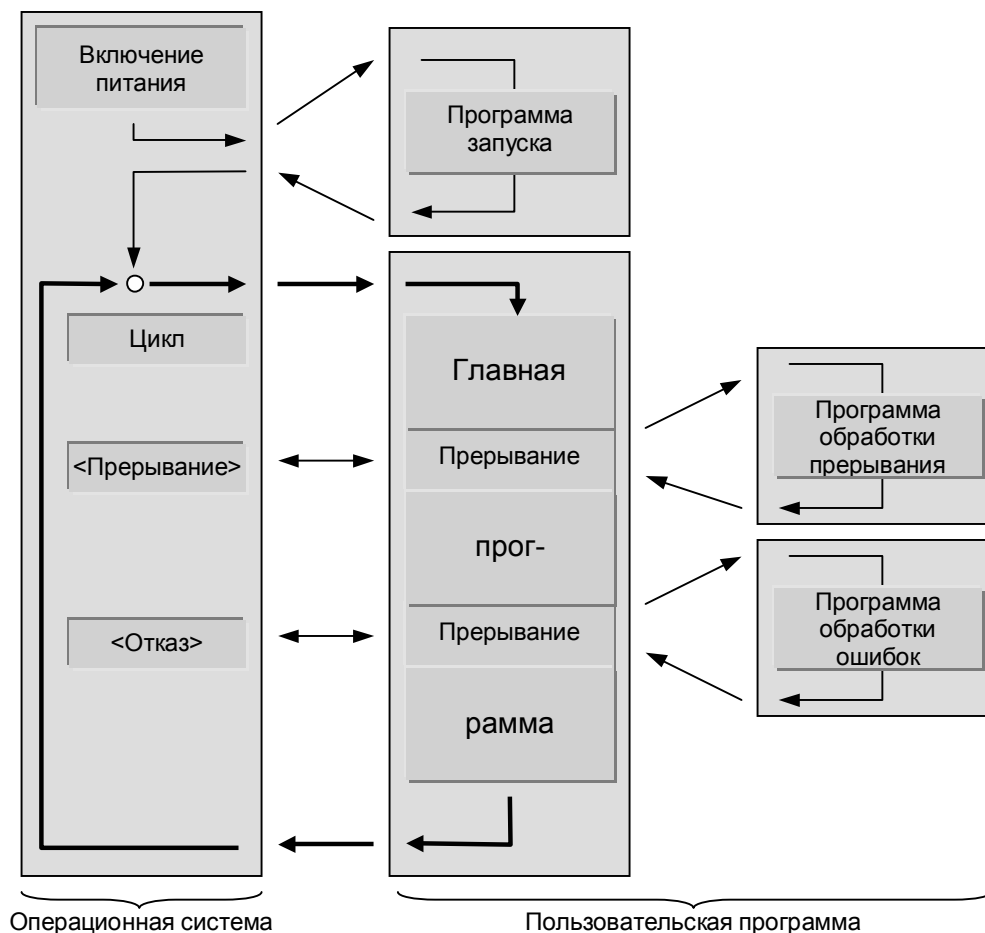 Включение
питания
Программа
запуска
Цикл
Главная
<Прерывание>
Прерывание
Программа
обработки
прерывания
прог-
<Отказ>
Прерывание
Программа
обработки
ошибок
рамма
Операционная система
Пользовательская программа